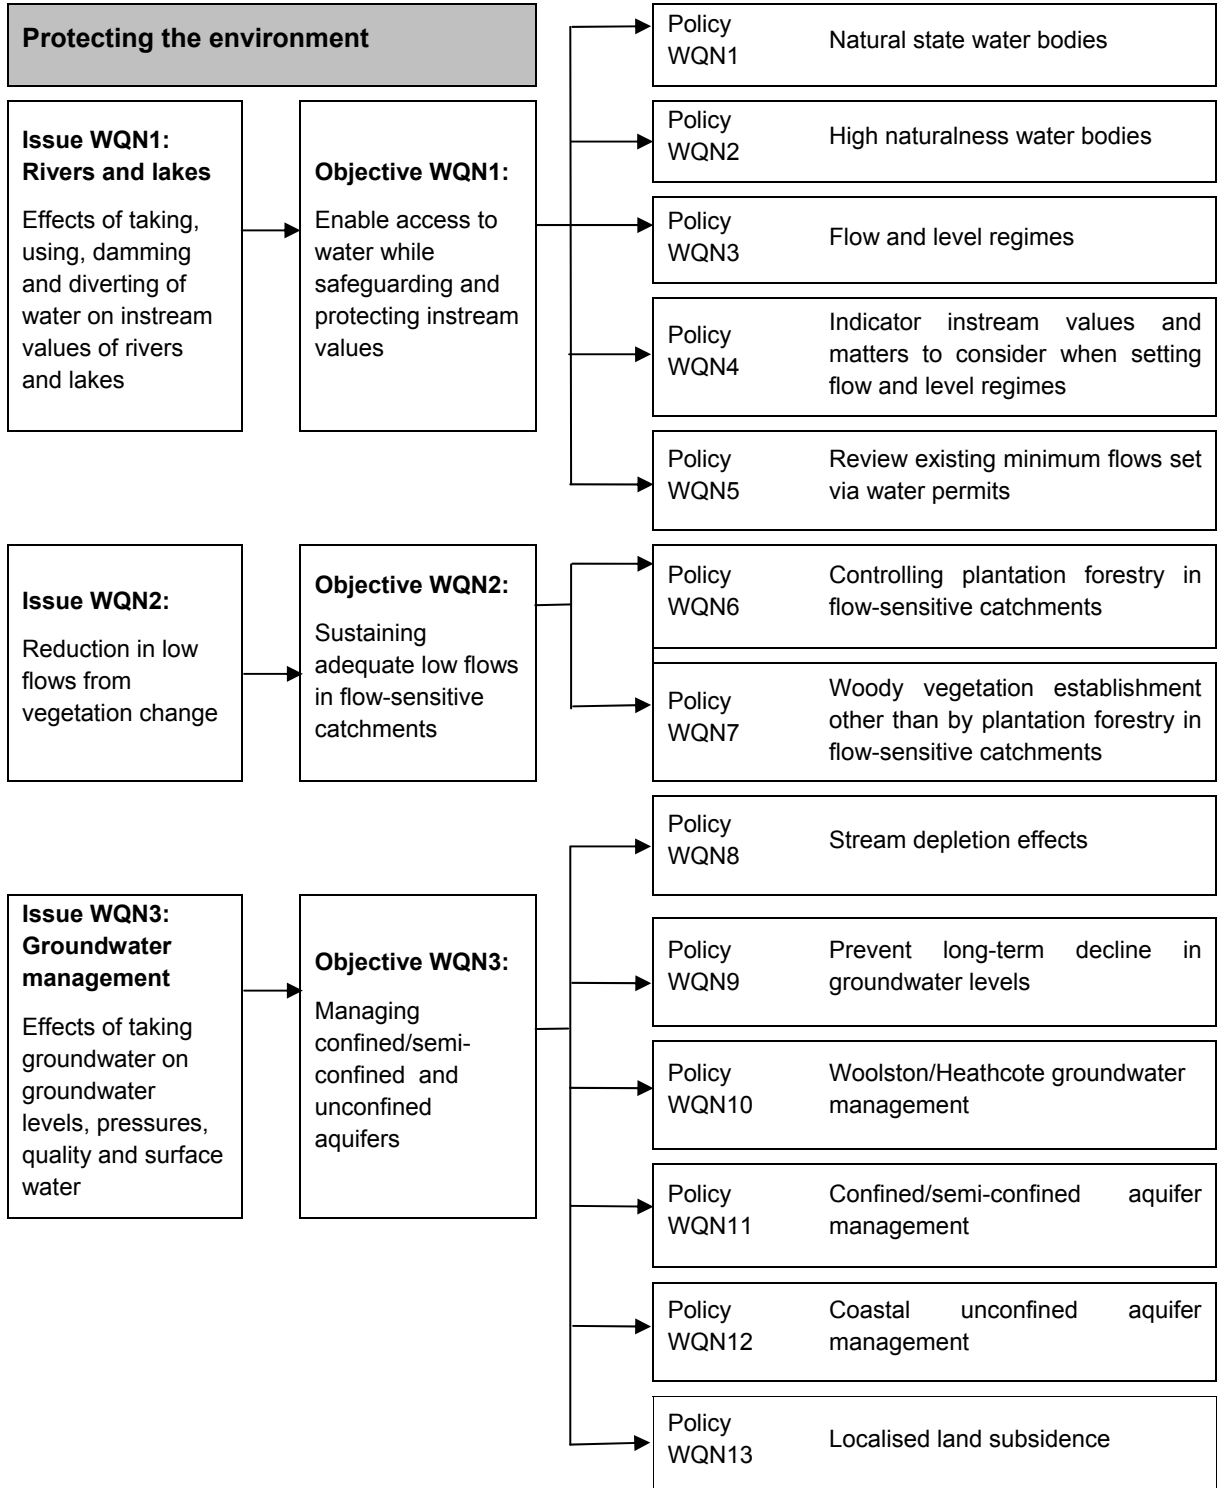 Protecting the environment
Issue WQN1:
Rivers and lakes
Effects of taking,
using, damming
and diverting of
water on instream
values of rivers
and lakes
Objective WQN1:
Enable access to
water while
safeguarding and
protecting instream
values
Policy
WQN1
Natural state water bodies
Policy
WQN2
High naturalness water bodies
Policy
WQN3
Flow and level regimes
Policy
WQN4
Indicator instream values and
matters to consider when setting
flow and level regimes
Policy
WQN5
Review existing minimum flows set
via water permits
Issue WQN2:
Reduction in low
flows from
vegetation change
Objective WQN2:
Sustaining
adequate low flows
in flow-sensitive
catchments
Policy
WQN6
Controlling plantation forestry in
flow-sensitive catchments
Policy
WQN7
Woody vegetation establishment
other than by plantation forestry in
flow-sensitive catchments
Issue WQN3:
Groundwater
management
Effects of taking
groundwater on
groundwater
levels, pressures,
quality and surface
water
Objective WQN3:
Managing
confined/semi-
confined and
unconfined
aquifers
Policy
WQN8
Stream depletion effects
Policy
WQN9
Prevent long-term decline in
groundwater levels
Policy
WQN10
Woolston/Heathcote groundwater
management
Policy
WQN11
Confined/semi-confined aquifer
management
Policy
WQN12
Coastal unconfined aquifer
management
Policy
WQN13
Localised land subsidence